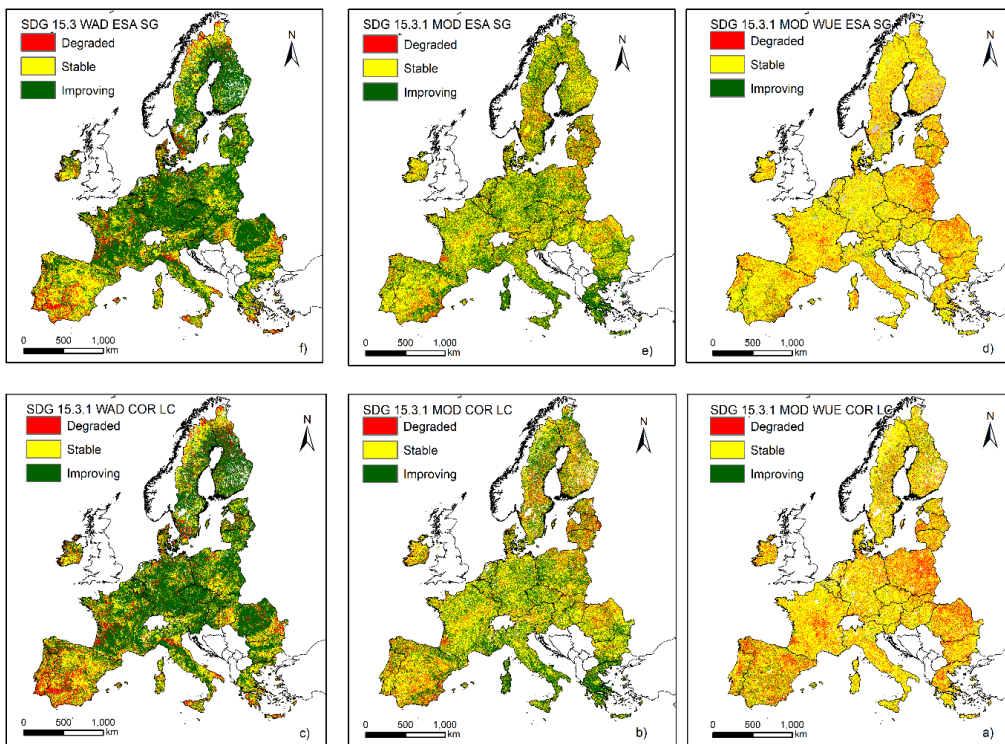 SDG 15.3 WAD ESA SG
Degraded
Stable
Improving
N
0 500 1,000
km
f)
SDG 15.3.1 MOD ESA SG
Degraded
Stable
Improving
N
0 500 1,000
km
e)
SDG 15.3.1 MOD WUE ESA SG
Degraded
Stable
Improving
N
0 500 1,000
km
d)
SDG 15.3.1 WAD COR LC
Degraded
Stable
Improving
N
0 500 1,000
km
c)
SDG 15.3.1 MOD COR LC
Degraded
Stable
Improving
N
0 500 1,000
km
b)
SDG 15.3.1 MOD WUE COR LC
Degraded
Stable
Improving
N
0 500 1,000
km
a)